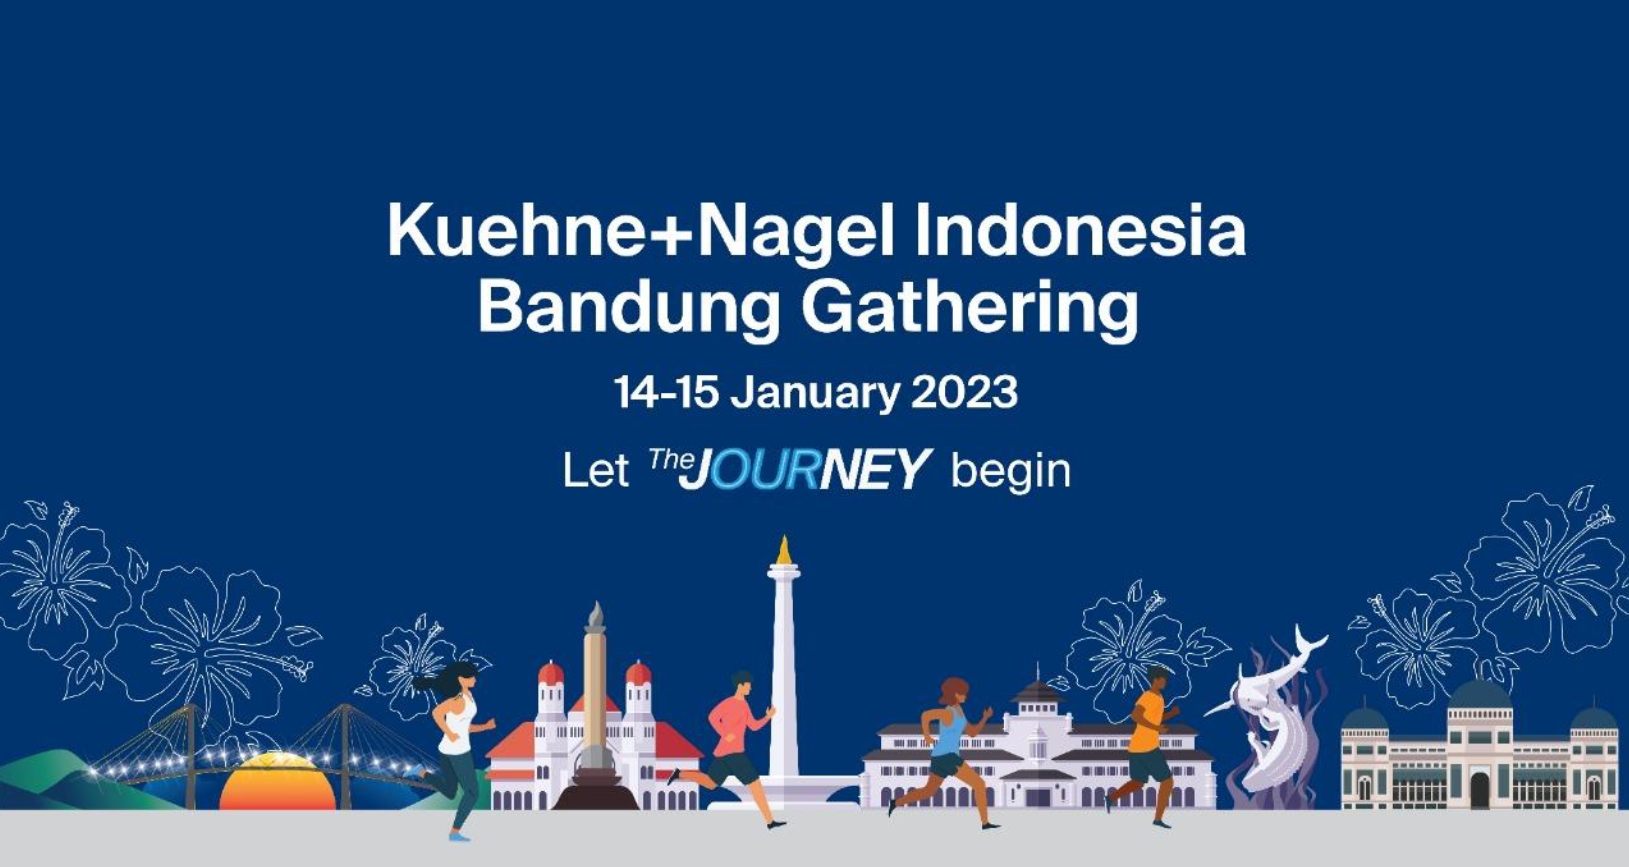 Kuehne+Nagel Indonesia
Bandung Gathering
14-15 January 2023
Let The JOURNEY begin